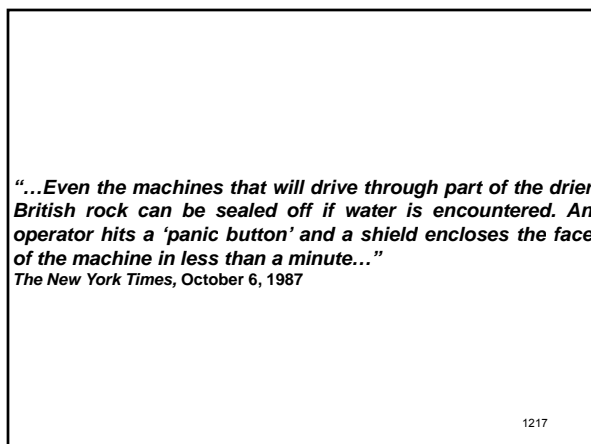 “…Even the machines that will drive through part of the drier
British rock can be sealed off if water is encountered. An
operator hits a ‘panic button’ and a shield encloses the face
of the machine in less than a minute…”
The New York Times, October 6, 1987
1217